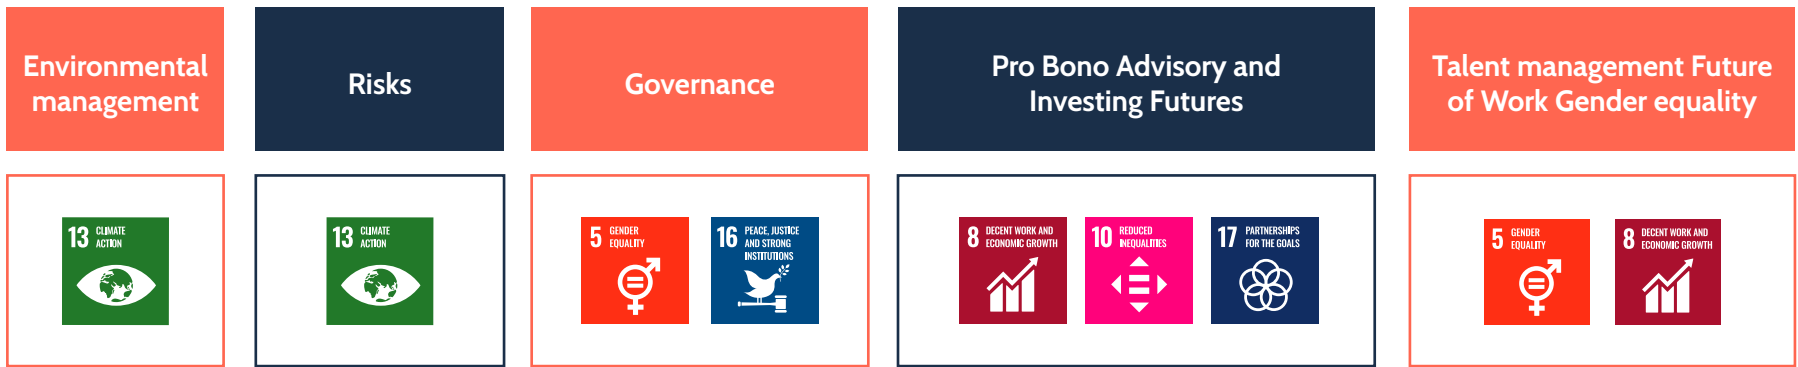 Environmental
management
Risks
Governance
Pro Bono Advisory and
Investing Futures
Talent management Future
of Work Gender equality
13 CLIMATE
ACTION
13 CLIMATE
ACTION
5 GENDER
EQUALITY
16 PEACE, JUSTICE
AND STRONG
INSTITUTIONS
8 DECENT WORK AND
ECONOMIC GROWTH
10 REDUCED
INEQUALITIES
17 PARTNERSHIPS
FOR THE GOALS
5 GENDER
EQUALITY
8 DECENT WORK AND
ECONOMIC GROWTH